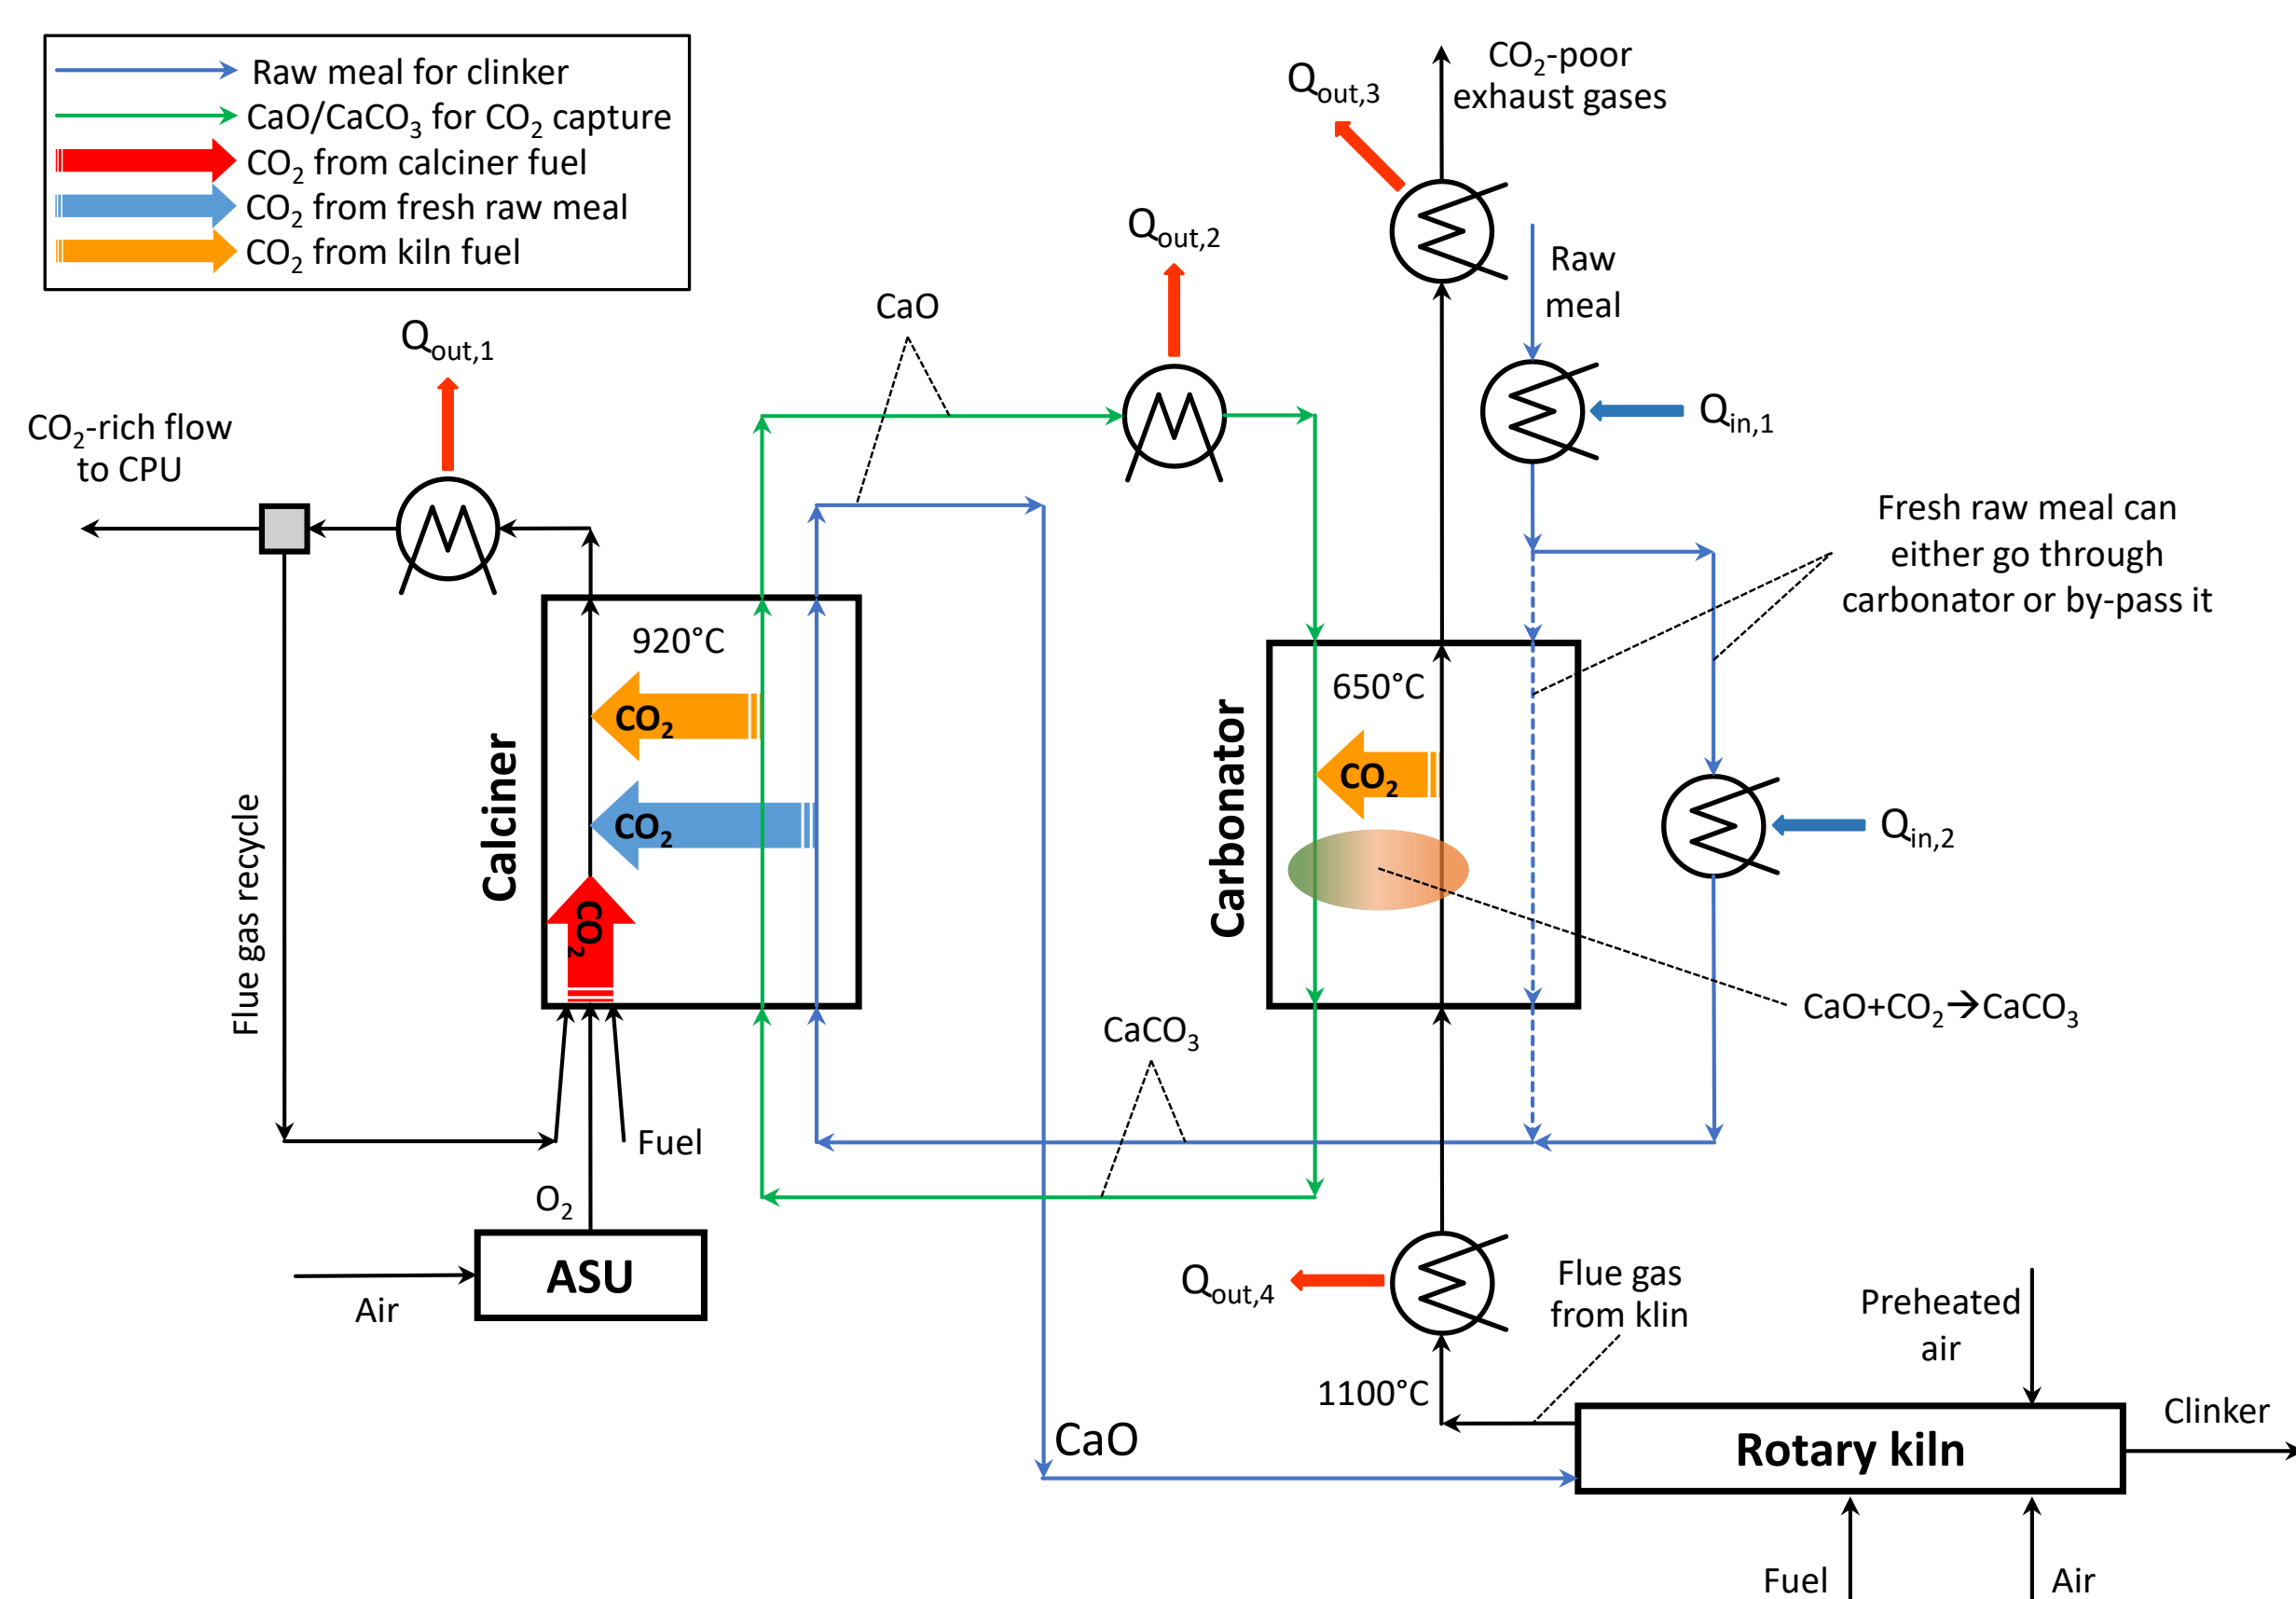 Raw meal for clinker
CaO/CaCO₃ for CO₂ capture
CO₂ from calciner fuel
CO₂ from fresh raw meal
CO₂ from kiln fuel
CO₂-poor
exhaust gases
Qout,3
Qout,2
Raw
meal
CaO
Qout,1
Qin,1
CO₂-rich flow
to CPU
Fresh raw meal can
either go through
carbonator or by-pass it
920°C
650°C
CO₂
CO₂
CO₂
CO₂
Calciner
Carbonator
Qin,2
Flue gas recycle
CaO+CO₂→CaCO₃
CaCO₃
Fuel
O₂
ASU
Air
Qout,4
Flue gas
from klin
Preheated
air
1100°C
CaO
Rotary kiln
Clinker
Fuel
Air